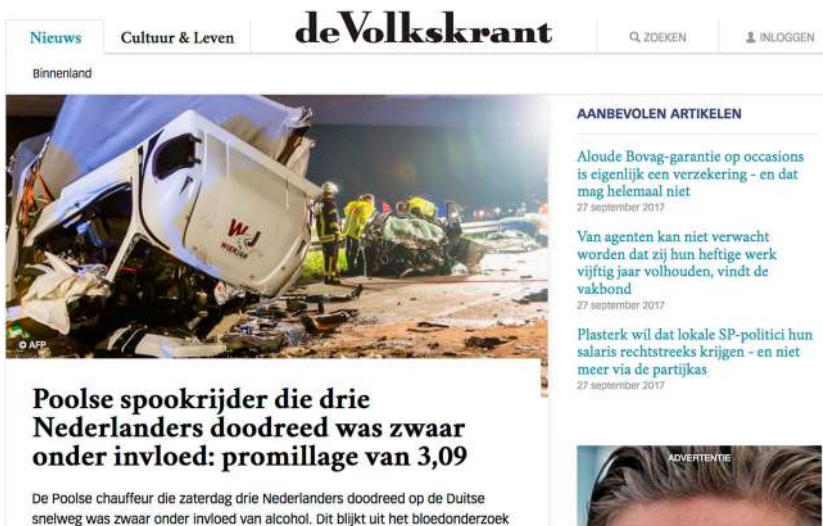 Nieuws
Cultuur & Leven
deVolkskrant
ZOEKEN
INLOGGEN
Binnenland
W J
WIERJAK
© AFP
AANBEVOLEN ARTIKELEN
Aloude Bovag-garantie op occasions
is eigenlijk een verzekering - en dat
mag helemaal niet
27 september 2017
Van agenten kan niet verwacht
worden dat zij hun heftige werk
vijftig jaar volhouden, vindt de
vakbond
27 september 2017
Plasterk wil dat lokale SP-politici hun
salaris rechtstreeks krijgen - en niet
meer via de partijkas
27 september 2017
Poolse spookrijder die drie
Nederlanders doodreed was zwaar
onder invloed: promillage van 3,09
De Poolse chauffeur die zaterdag drie Nederlanders doodreed op de Duitse
snelweg was zwaar onder invloed van alcohol. Dit blijkt uit het bloedonderzoek
ADVERTENTIE